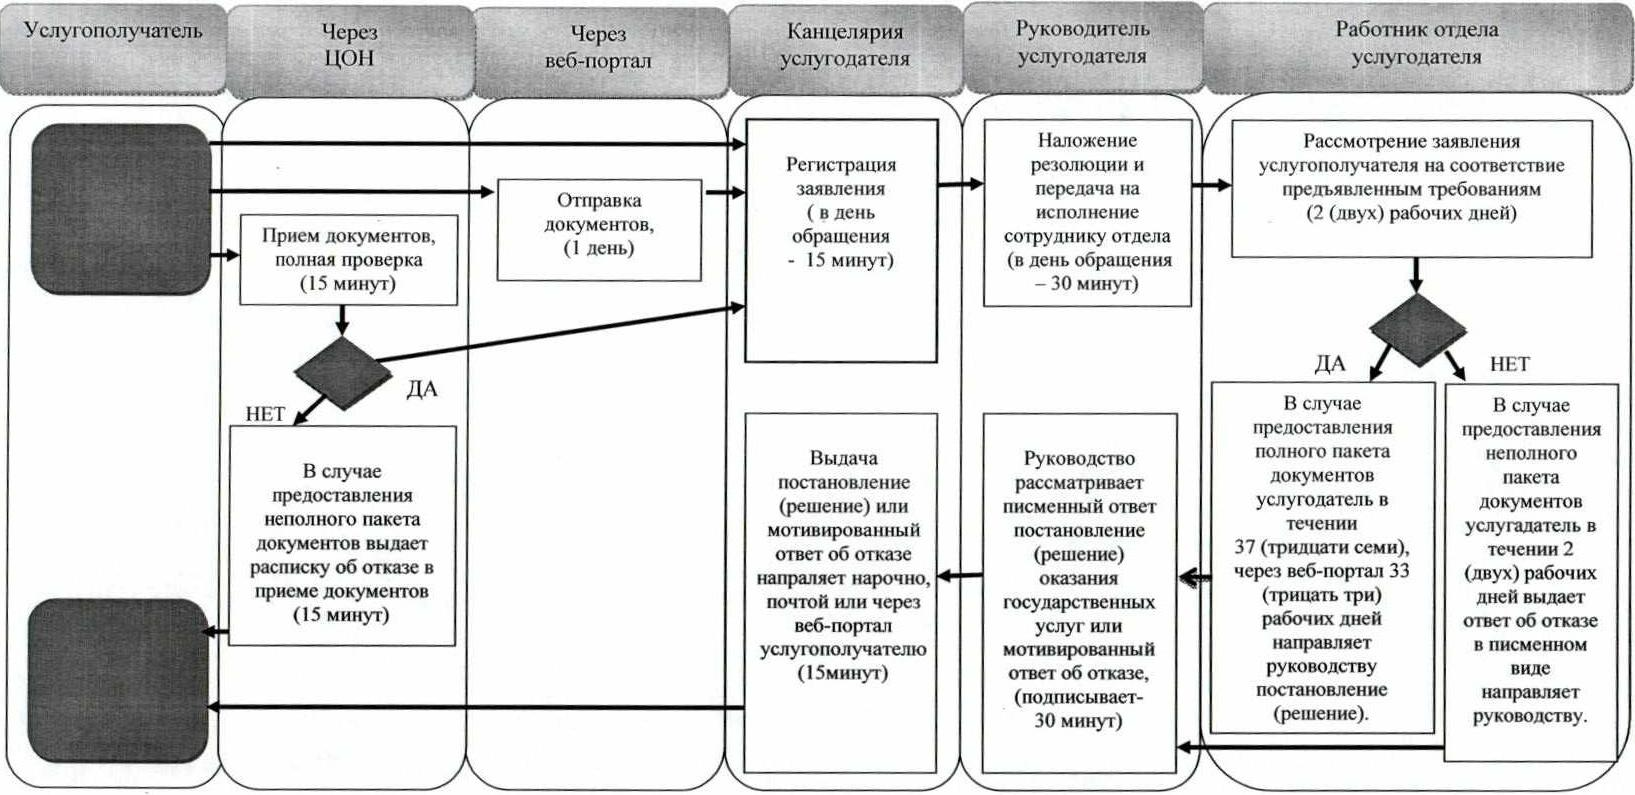 Услугополучатель
Через
ЦОН
Через
веб-портал
Канцелярия
услугодателя
Руководитель
услугодателя
Работник отдела
услугодателя
Прием документов,
полная проверка
(15 минут)
ДА
НЕТ
В случае
предоставления
неполного пакета
документов выдает
расписку об отказе в
приеме документов
(15 минут)
Отправка
документов,
(1 день)
Регистрация
заявления
( в день
обращения
- 15 минут)
Выдача
постановление
(решение) или
мотивированный
ответ об отказе
напраляет нарочно,
почтой или через
веб-портал
услугополучателю
(15минут)
Наложение
резолюции и
передача на
исполнение
сотруднику отдела
(в день обращения
– 30 минут)
Руководство
рассматривает
писменный ответ
постановление
(решение)
оказания
государственных
услуг или
мотивированный
ответ об отказе,
(подписывает-
30 минут)
Рассмотрение заявления
услугополучателя на соответствие
предъявленным требованиям
(2 (двух) рабочих дней)
ДА
НЕТ
В случае
предоставления
полного пакета
документов
услугодатель в
течении
37 (тридцати семи),
через веб-портал 33
(трицать три)
рабочих дней
направляет
руководству
постановление
(решение).
В случае
предоставления
неполного
пакета
документов
услугадатель в
течении 2
(двух) рабочих
дней выдает
ответ об отказе
в писменном
виде
направляет
руководству.